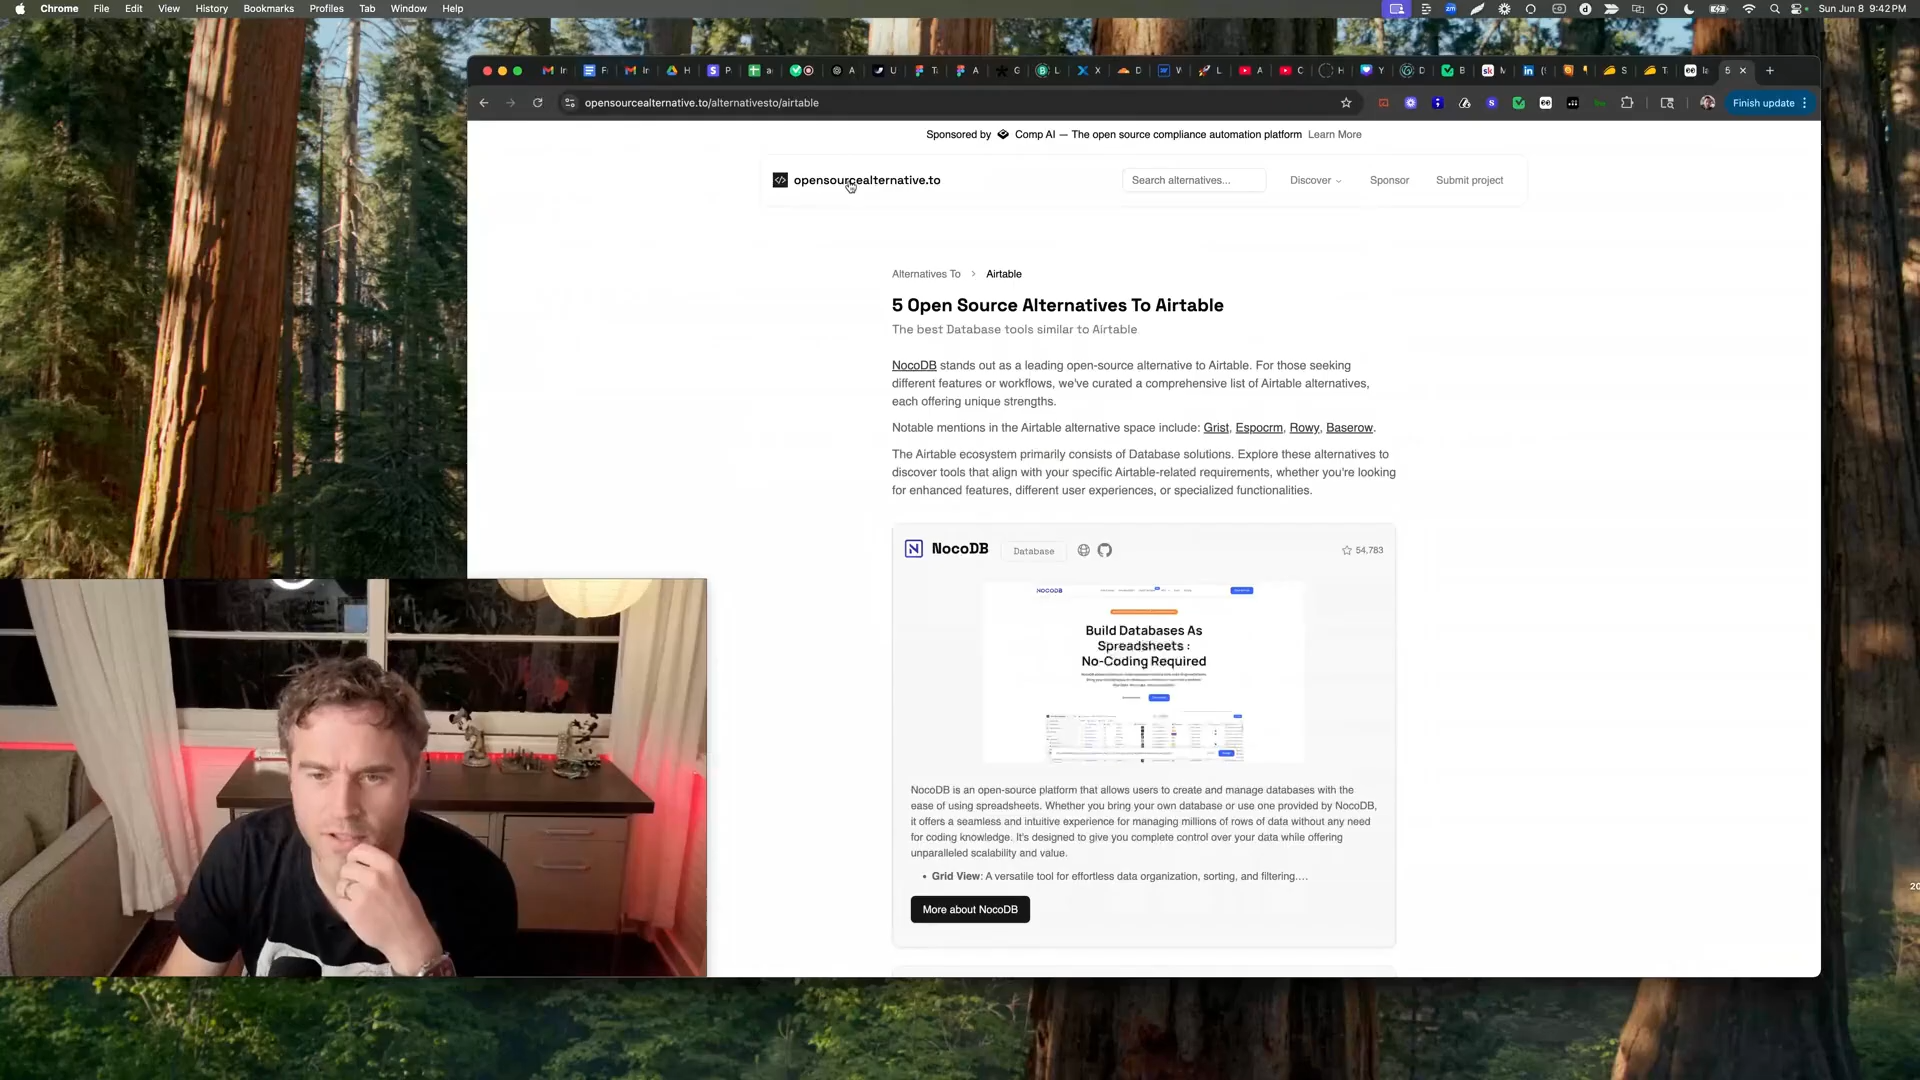 Chrome File Edit View History Bookmarks Profiles Tab Window Help
Sun Jun 8 9:42 PM
opensourcealternative.to/alternativesto/airtable
Finish update
Sponsored by Comp AI — The open source compliance automation platform Learn More
opensourcealternative.to
Search alternatives...
Discover
Sponsor
Submit project
Alternatives To > Airtable
5 Open Source Alternatives To Airtable
The best Database tools similar to Airtable
NocoDB stands out as a leading open-source alternative to Airtable. For those seeking
different features or workflows, we've curated a comprehensive list of Airtable alternatives,
each offering unique strengths.
Notable mentions in the Airtable alternative space include: Grist, Espocrm, Rowy, Baserow.
The Airtable ecosystem primarily consists of Database solutions. Explore these alternatives to
discover tools that align with your specific Airtable-related requirements, whether you're looking
for enhanced features, different user experiences, or specialized functionalities.
NocoDB
Database
54,783
NOCODB
Build Databases As
Spreadsheets :
No-Coding Required
NocoDB is an open-source platform that allows users to create and manage databases with the
ease of using spreadsheets. Whether you bring your own database or use one provided by NocoDB,
it offers a seamless and intuitive experience for managing millions of rows of data without any need
for coding knowledge. It's designed to give you complete control over your data while offering
unparalleled scalability and value.
• Grid View: A versatile tool for effortless data organization, sorting, and filtering....
More about NocoDB